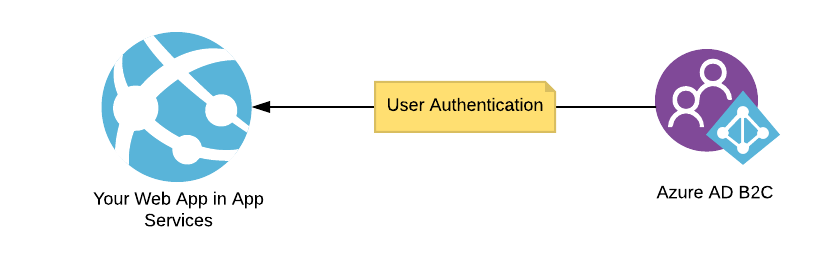 User Authentication
Your Web App in App
Services
Azure AD B2C